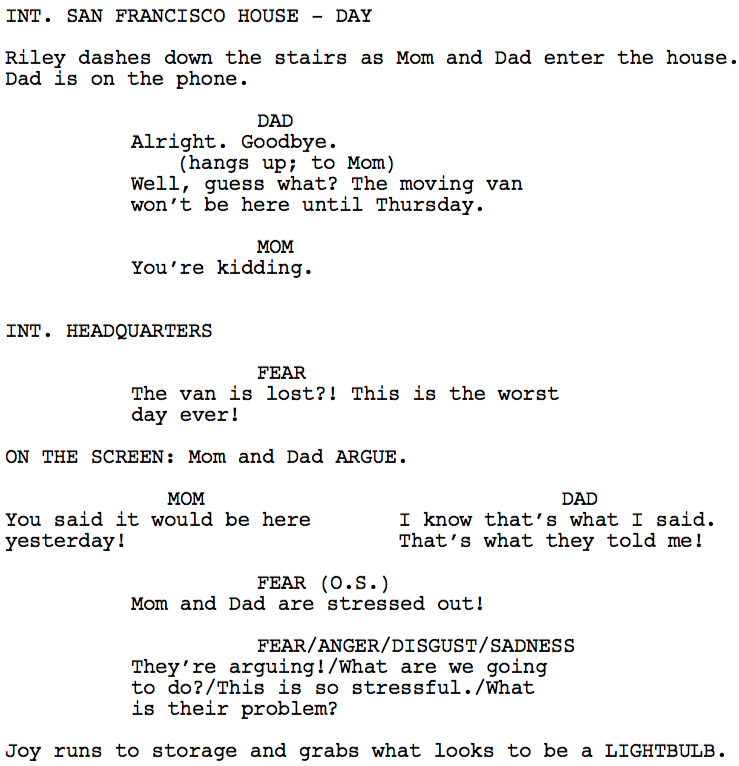 INT. SAN FRANCISCO HOUSE – DAY
Riley dashes down the stairs as Mom and Dad enter the house.
Dad is on the phone.
DAD
Alright. Goodbye.
(hangs up; to Mom)
Well, guess what? The moving van
won’t be here until Thursday.
MOM
You’re kidding.
INT. HEADQUARTERS
FEAR
The van is lost?! This is the worst
day ever!
ON THE SCREEN: Mom and Dad ARGUE.
MOM
You said it would be here
yesterday!
DAD
I know that’s what I said.
That’s what they told me!
FEAR (O.S.)
Mom and Dad are stressed out!
FEAR/ANGER/DISGUST/SADNESS
They’re arguing!/What are we going
to do?/This is so stressful./What
is their problem?
Joy runs to storage and grabs what looks to be a LIGHTBULB.